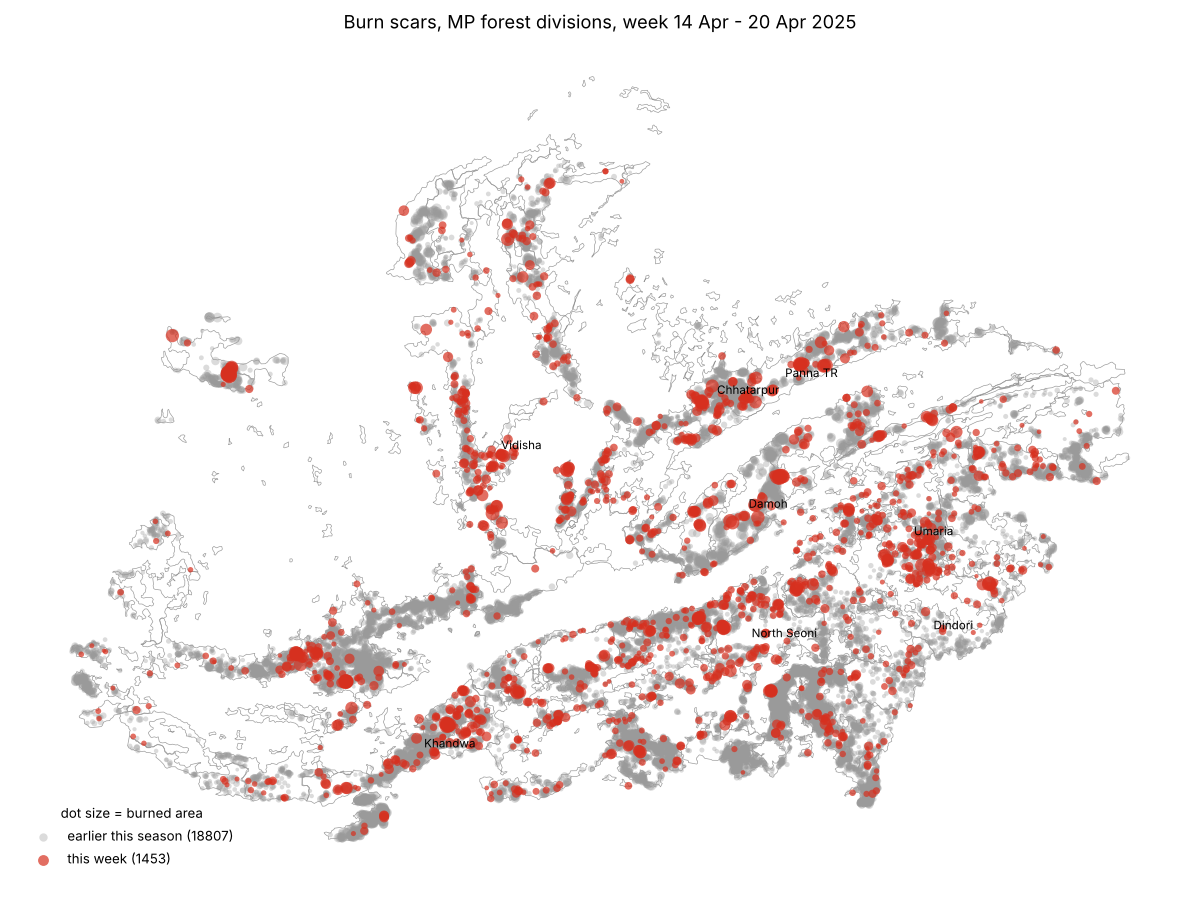 Burn scars, MP forest divisions, week 14 Apr - 20 Apr 2025
Panna TR
Chhatarpur
Vidisha
Damoh
Umaria
Dindori
North Seoni
Khandwa
dot size = burned area
earlier this season (18807)
this week (1453)